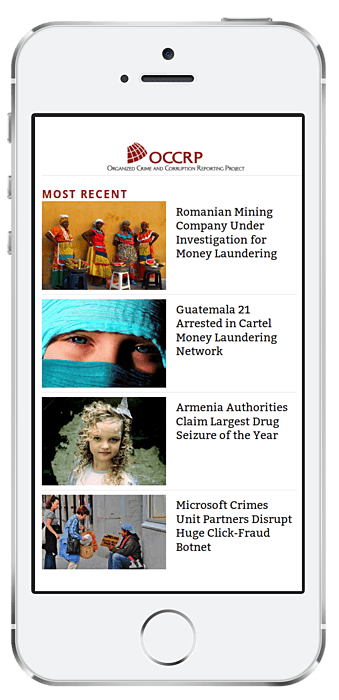 OCCRP
Organized Crime and Corruption Reporting Project
MOST RECENT
Romanian Mining
Company Under
Investigation for
Money Laundering
Guatemala 21
Arrested in Cartel
Money Laundering
Network
Armenia Authorities
Claim Largest Drug
Seizure of the Year
Microsoft Crimes
Unit Partners Disrupt
Huge Click-Fraud
Botnet